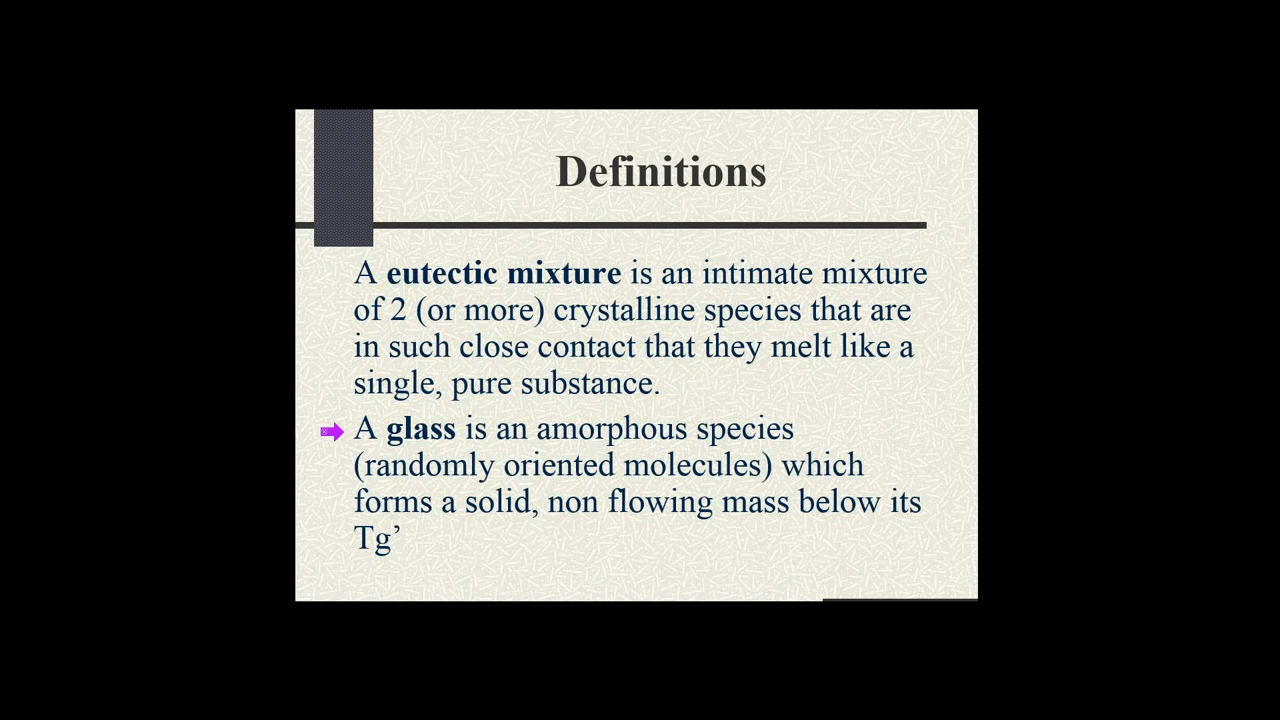 Definitions
A eutectic mixture is an intimate mixture
of 2 (or more) crystalline species that are
in such close contact that they melt like a
single, pure substance.
A glass is an amorphous species
(randomly oriented molecules) which
forms a solid, non flowing mass below its
Tg’